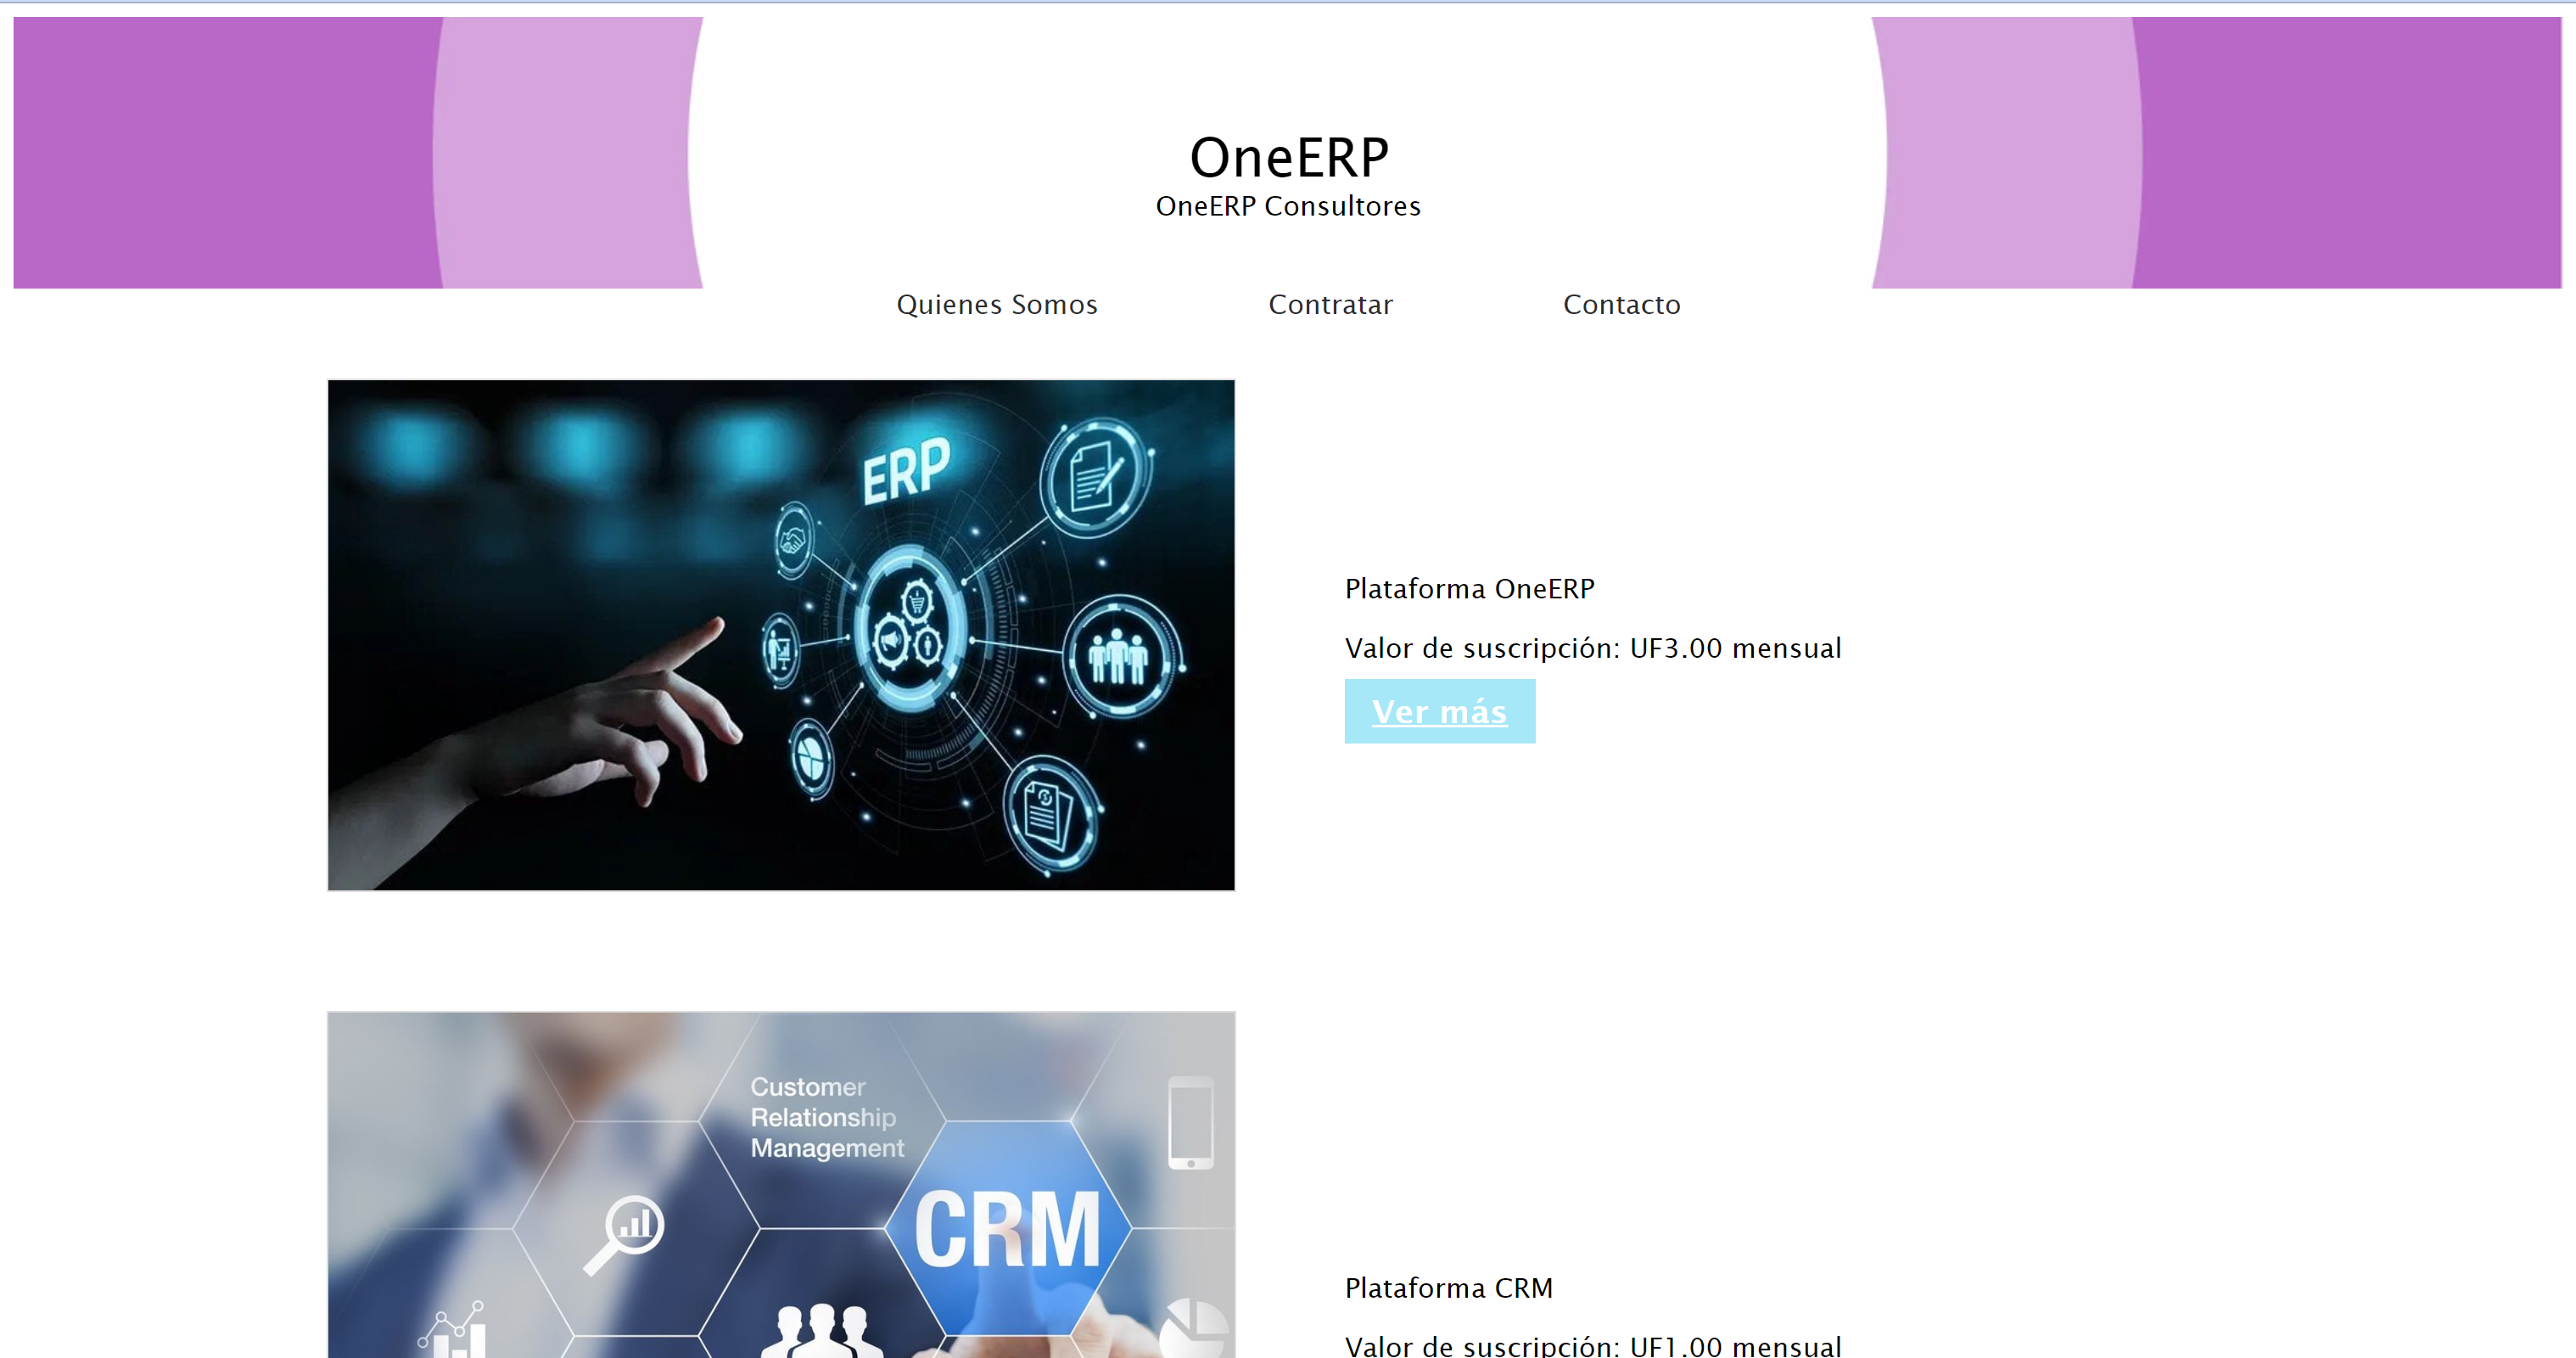 OneERP
OneERP Consultores
Quienes Somos
Contratar
Contacto
ERP
Plataforma OneERP
Valor de suscripción: UF3.00 mensual
Ver más
Customer
Relationship
Management
CRM
Plataforma CRM
Valor de suscripción: UF1.00 mensual